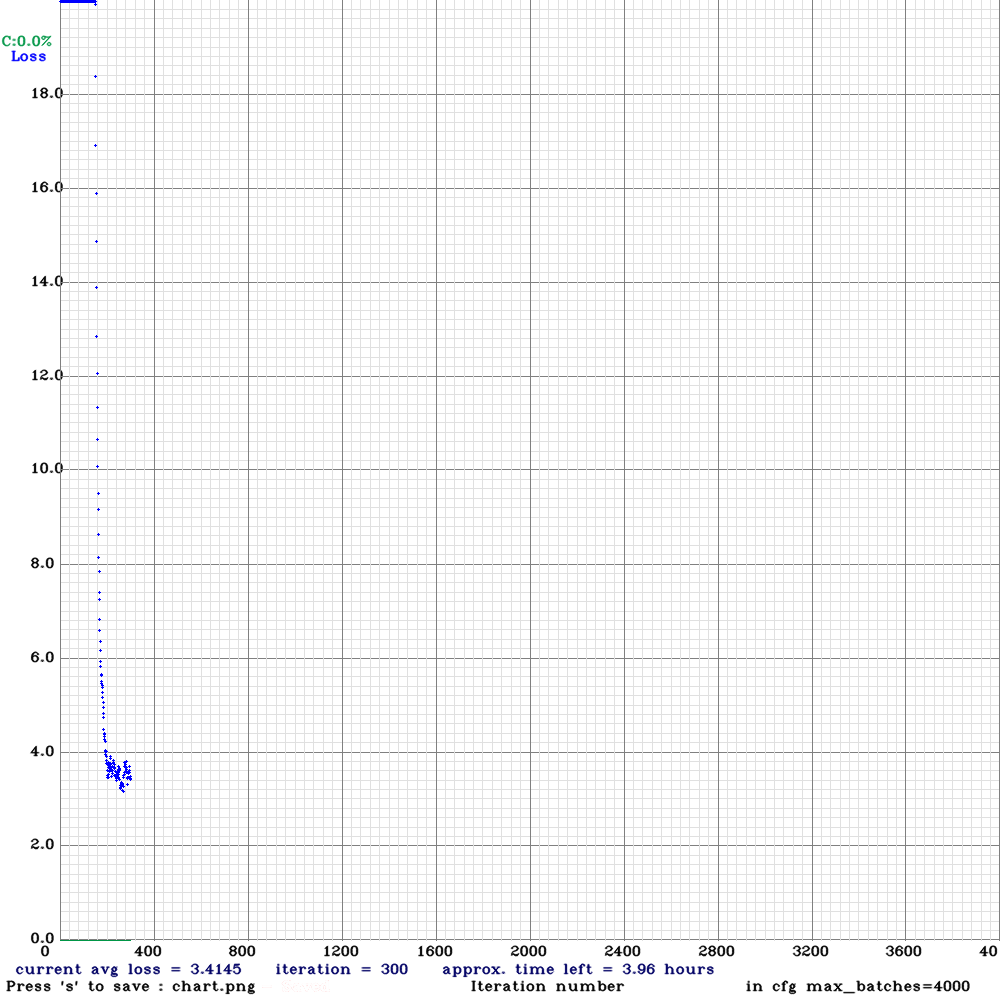 C:0.0%
Loss
18.0
16.0
14.0
12.0
10.0
8.0
6.0
4.0
2.0
0.0
0 400 800 1200 1600 2000 2400 2800 3200 3600 40
current avg loss = 3.4145 iteration = 300 approx. time left = 3.96 hours
Press 's' to save : chart.png Iteration number in cfg max_batches=4000